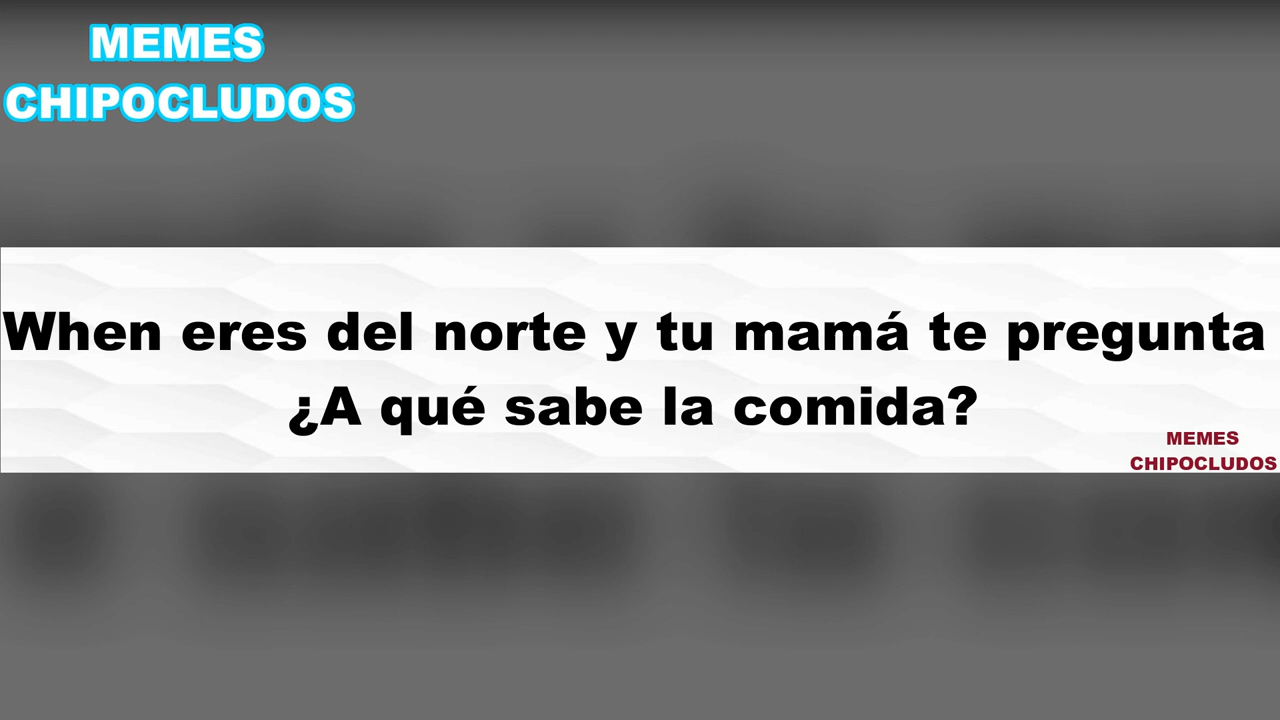 MEMES
CHIPOCLUDOS
When eres del norte y tu mamá te pregunta
¿A qué sabe la comida?
MEMES
CHIPOCLUDOS